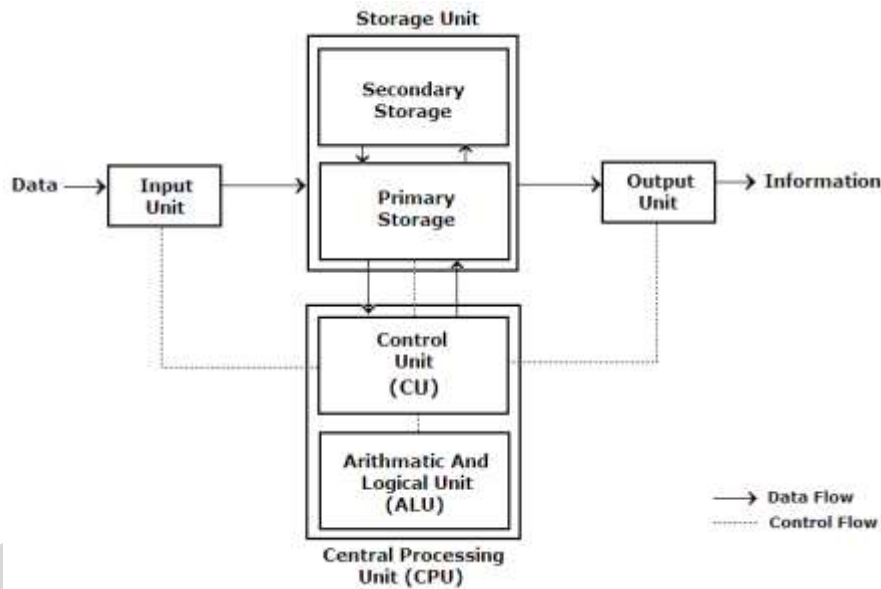 Storage Unit
Secondary
Storage
Data
Input
Unit
Primary
Storage
Output
Unit
Information
Control
Unit
(CU)
Arithmatic And
Logical Unit
(ALU)
Data Flow
Control Flow
Central Processing
Unit (CPU)